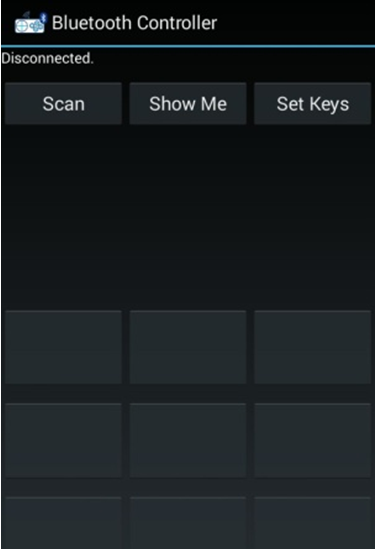 Bluetooth Controller
Disconnected.
Scan Show Me Set Keys